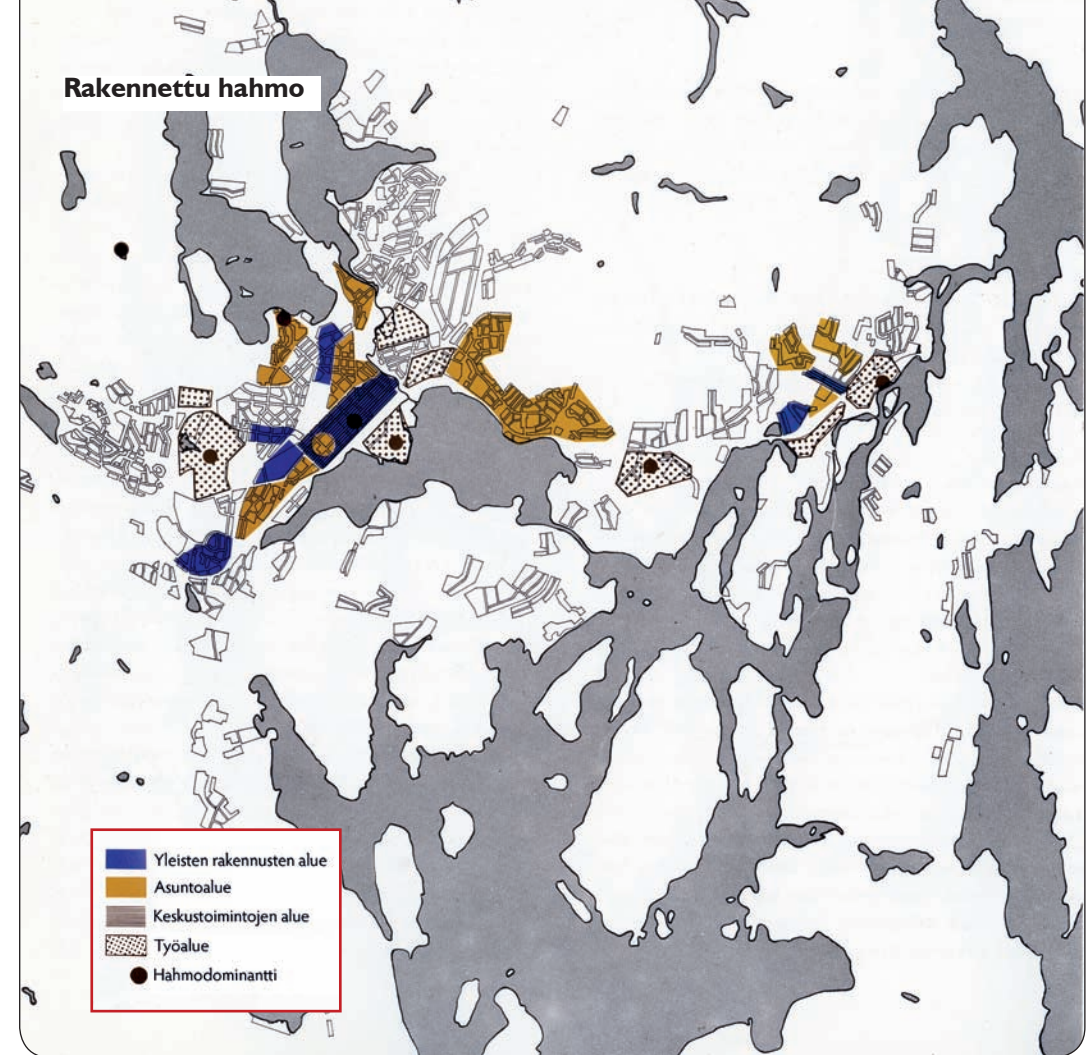 Rakennettu hahmo
Yleisten rakennusten alue
Asuntoalue
Keskustoimintojen alue
Työalue
Hahmodominantti